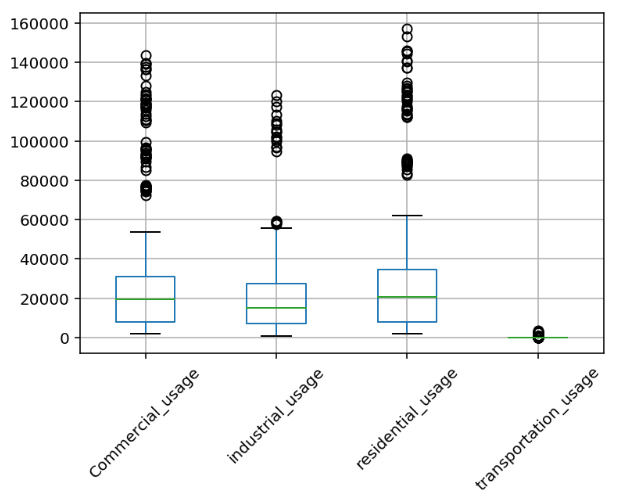 160000
140000
120000
100000
80000
60000
40000
20000
0
Commercial_usage
industrial_usage
residential_usage
transportation_usage